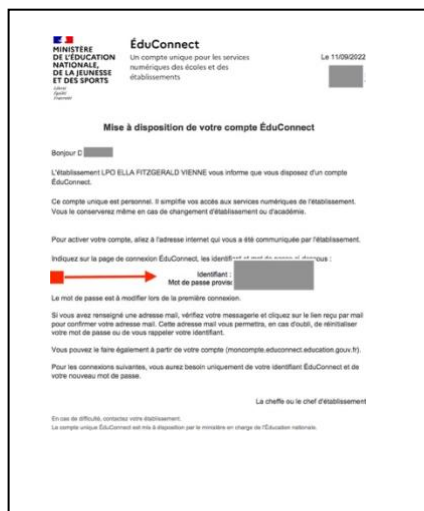 MINISTÈRE
DE L'ÉDUCATION
NATIONALE,
DE LA JEUNESSE
ET DES SPORTS
Liberté
Égalité
Fraternité
ÉduConnect
Un compte unique pour les services
numériques des écoles et des
établissements
Le 11/09/2022
Mise à disposition de votre compte ÉduConnect
Bonjour D
L'établissement LPO ELLA FITZGERALD VIENNE vous informe que vous disposez d'un compte
ÉduConnect.
Ce compte unique est personnel. Il simplifie vos accès aux services numériques de l'établissement.
Vous le conserverez même en cas de changement d'établissement ou d'académie.
Pour activer votre compte, allez à l'adresse internet qui vous a été communiquée par l'établissement.
Indiquez sur la page de connexion ÉduConnect, les identifiant et mot de passe ci-dessous :
Identifiant :
Mot de passe provis
Le mot de passe est à modifier lors de la première connexion.
Si vous avez renseigné une adresse mail, vérifiez votre messagerie et cliquez sur le lien reçu par mail
pour confirmer votre adresse mail. Cette adresse mail vous permettra, en cas d'oubli, de réinitialiser
votre mot de passe ou de vous rappeler votre identifiant.
Vous pouvez le faire également à partir de votre compte (moncompte.educonnect.education.gouv.fr).
Pour les connexions suivantes, vous aurez besoin uniquement de votre identifiant ÉduConnect et de
votre nouveau mot de passe.
La cheffe ou le chef d'établissement
En cas de difficulté, contactez votre établissement.
Le compte unique ÉduConnect est mis à disposition par le ministère en charge de l'Éducation nationale.